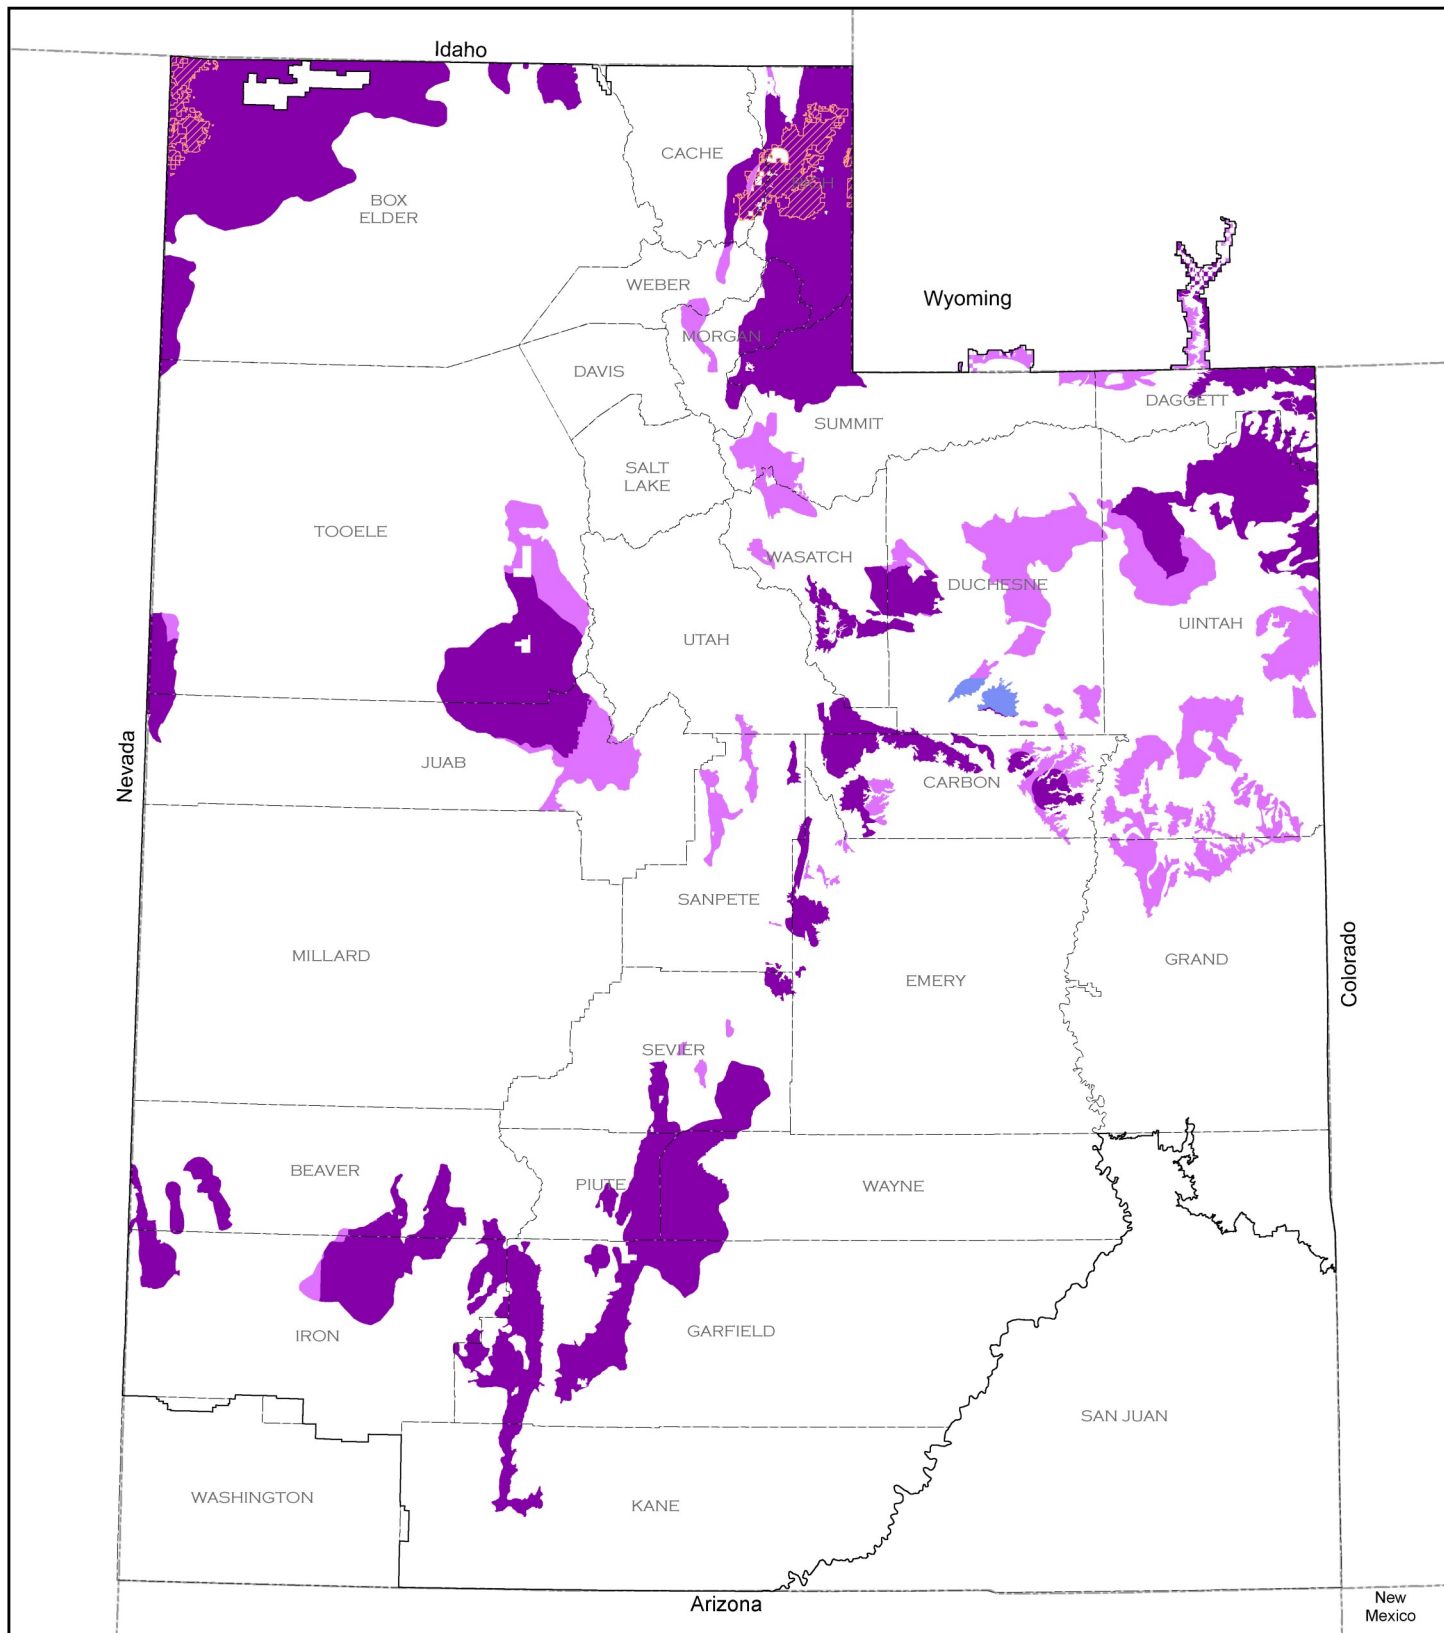 Idaho
CACHE
BOX
ELDER
WEBER
Wyoming
MORGAN
DAVIS
DAGGETT
SUMMIT
SALT
LAKE
TOOELE
WASATCH
DUCHESNE
UINTAH
UTAH
Nevada
JUAB
CARBON
SANPETE
MILLARD
EMERY
GRAND
Colorado
SEVIER
BEAVER
PIUTE
WAYNE
IRON
GARFIELD
SAN JUAN
WASHINGTON
KANE
Arizona
New
Mexico